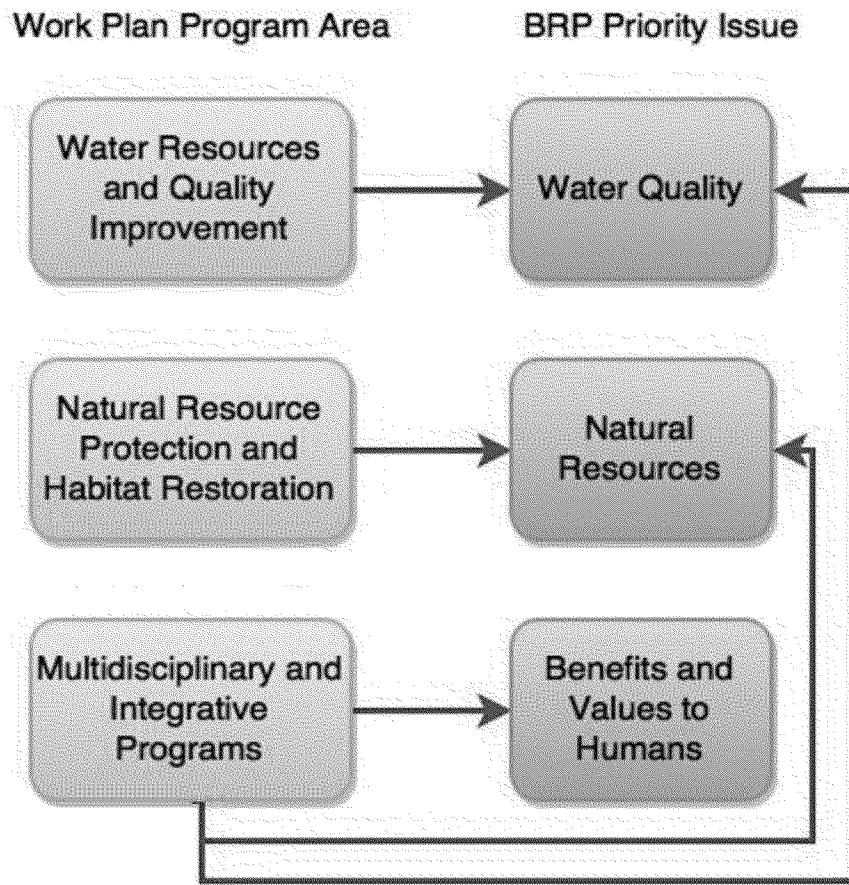 Work Plan Program Area
BRP Priority Issue
Water Resources
and Quality
Improvement
Water Quality
Natural Resource
Protection and
Habitat Restoration
Natural
Resources
Multidisciplinary and
Integrative
Programs
Benefits and
Values to
Humans